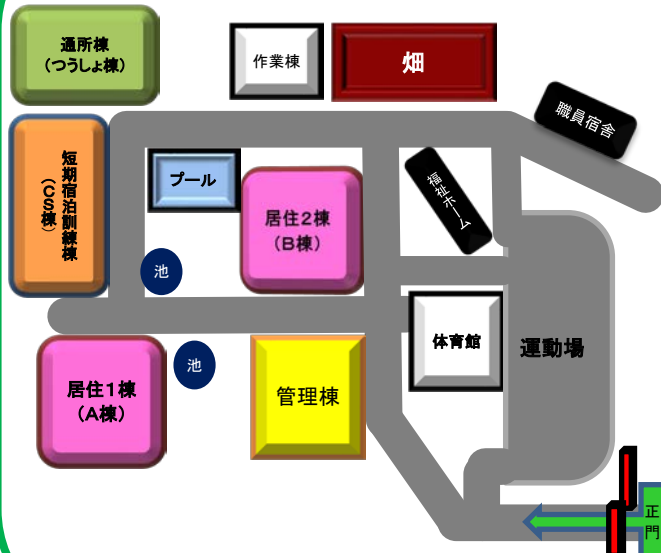 通所棟
（つうしょ棟）
作業棟
畑
職員宿舎
短期宿泊訓練棟
（CS棟）
プール
福祉ホーム
居住２棟
（B棟）
池
体育館
運動場
居住１棟
（A棟）
池
管理棟
正門